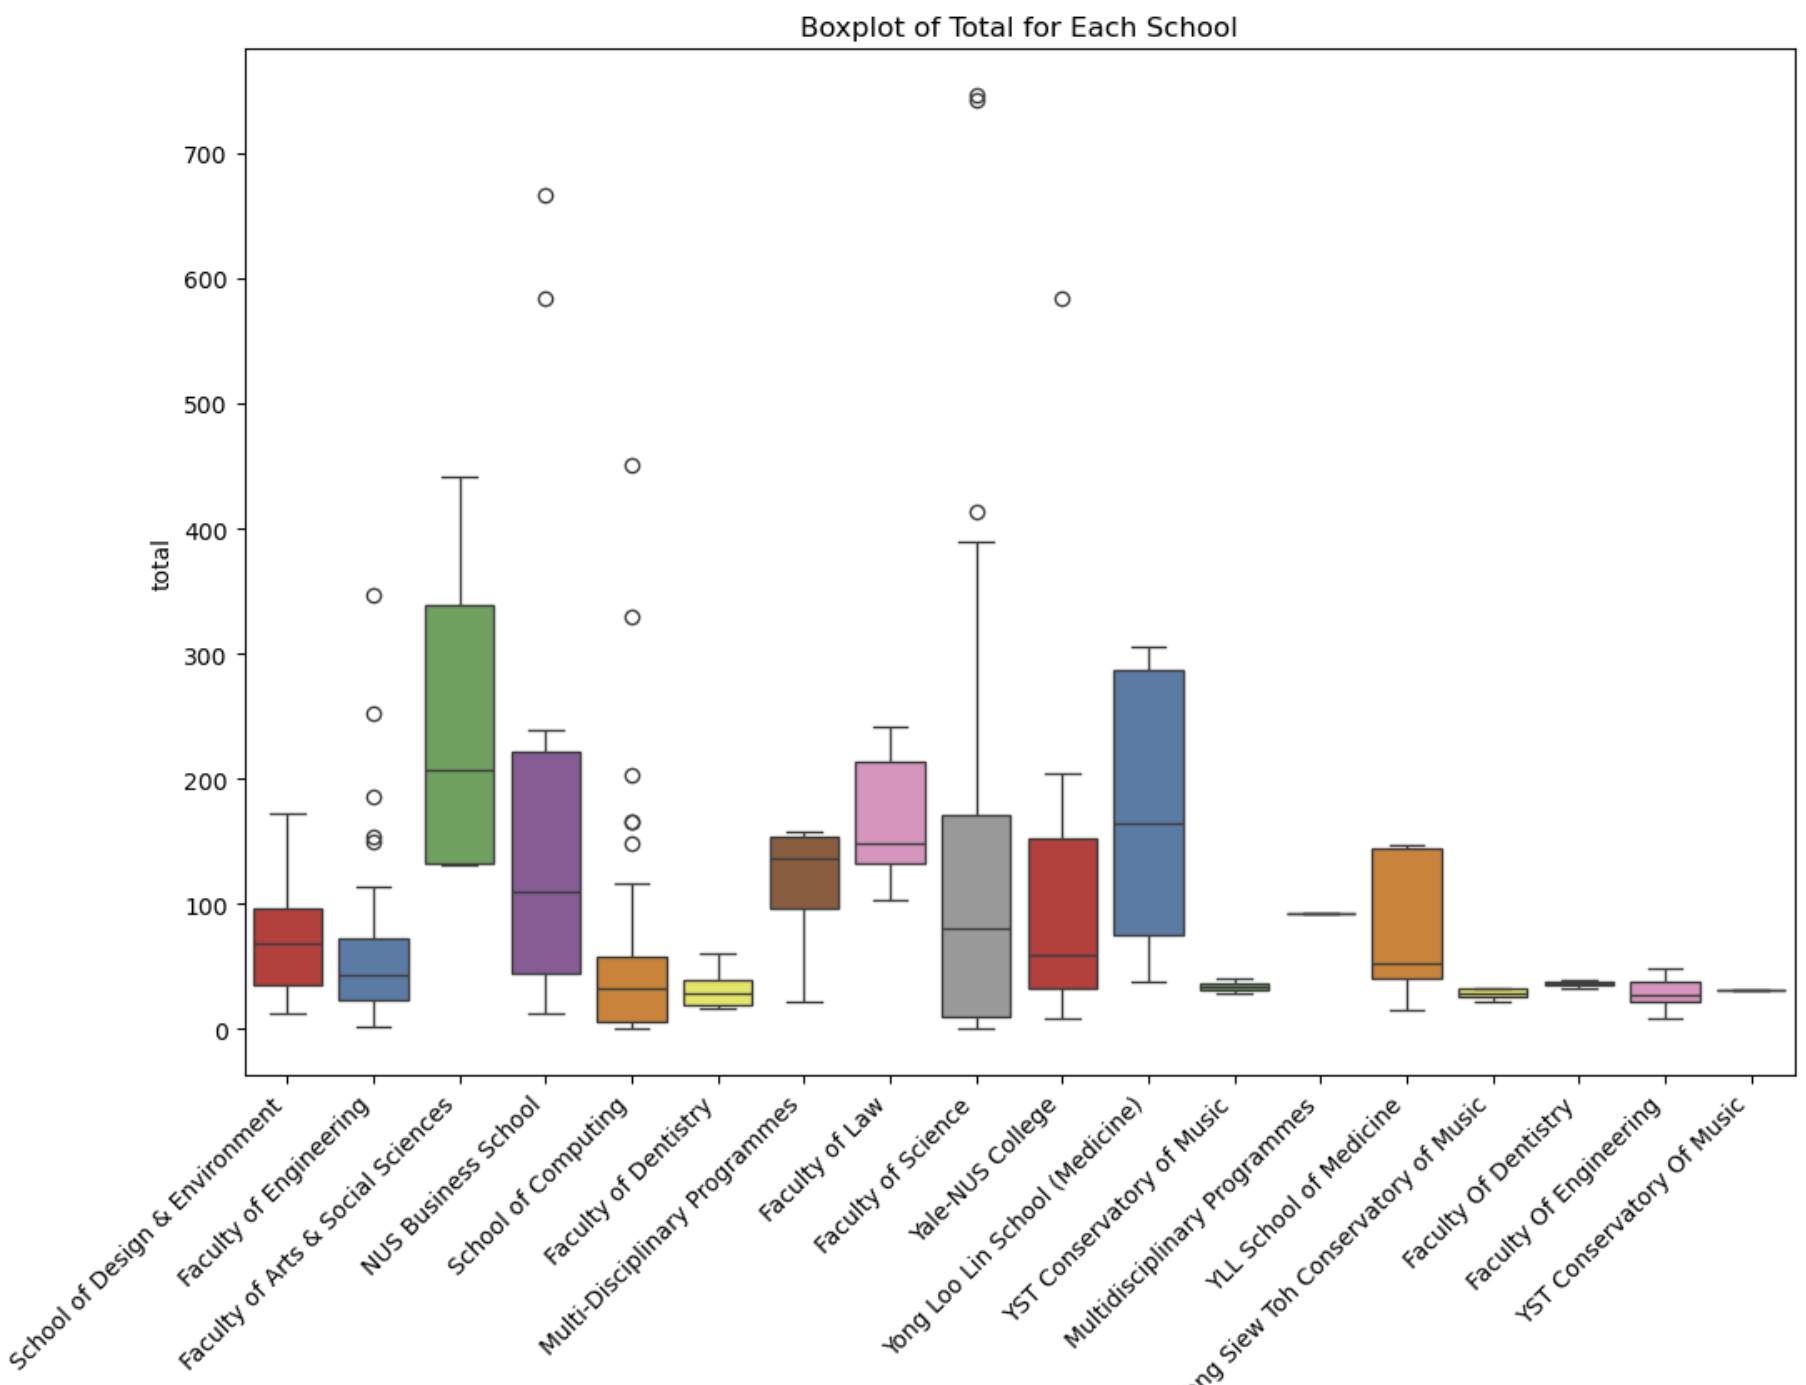 Boxplot of Total for Each School
total
700
600
500
400
300
200
100
0
School of Design & Environment
Faculty of Engineering
Faculty of Arts & Social Sciences
NUS Business School
School of Computing
Faculty of Dentistry
Multi-Disciplinary Programmes
Faculty of Law
Faculty of Science
Yale-NUS College
Yong Loo Lin School (Medicine)
YST Conservatory of Music
Multidisciplinary Programmes
YLL School of Medicine
Siew Toh Conservatory of Music
Faculty Of Dentistry
Faculty Of Engineering
YST Conservatory Of Music